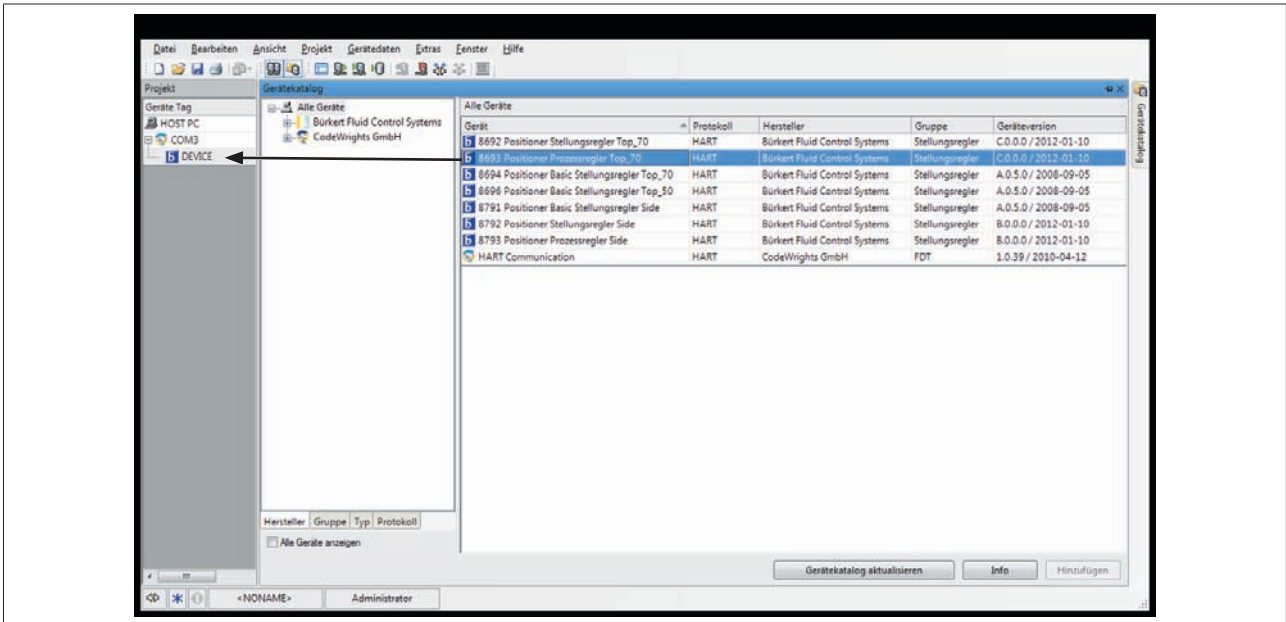 Datei Bearbeiten Ansicht Projekt Gerätedaten Extras Fenster Hilfe
Projekt
Gerätekatalog
Geräte Tag
HOST PC
COM3
DEVICE
Alle Geräte
Bürkert Fluid Control Systems
CodeWrights GmbH
Alle Geräte
Gerät Protokoll Hersteller Gruppe Geräteversion
8692 Positioner Stellungsregler Top_70 HART Bürkert Fluid Control Systems Stellungsregler C.0.0.0 / 2012-01-10
8693 Positioner Prozessregler Top_70 HART Bürkert Fluid Control Systems Stellungsregler C.0.0.0 / 2012-01-10
8694 Positioner Basic Stellungsregler Top_70 HART Bürkert Fluid Control Systems Stellungsregler A.0.5.0 / 2008-09-05
8696 Positioner Basic Stellungsregler Top_50 HART Bürkert Fluid Control Systems Stellungsregler A.0.5.0 / 2008-09-05
8791 Positioner Basic Stellungsregler Side HART Bürkert Fluid Control Systems Stellungsregler A.0.5.0 / 2008-09-05
8792 Positioner Stellungsregler Side HART Bürkert Fluid Control Systems Stellungsregler B.0.0.0 / 2012-01-10
8793 Positioner Prozessregler Side HART Bürkert Fluid Control Systems Stellungsregler B.0.0.0 / 2012-01-10
HART Communication HART CodeWrights GmbH FDT 1.0.39 / 2010-04-12
Gerätekatalog
Hersteller Gruppe Typ Protokoll
Alle Geräte anzeigen
Gerätekatalog aktualisieren Info Hinzufügen
<NONAME> Administrator